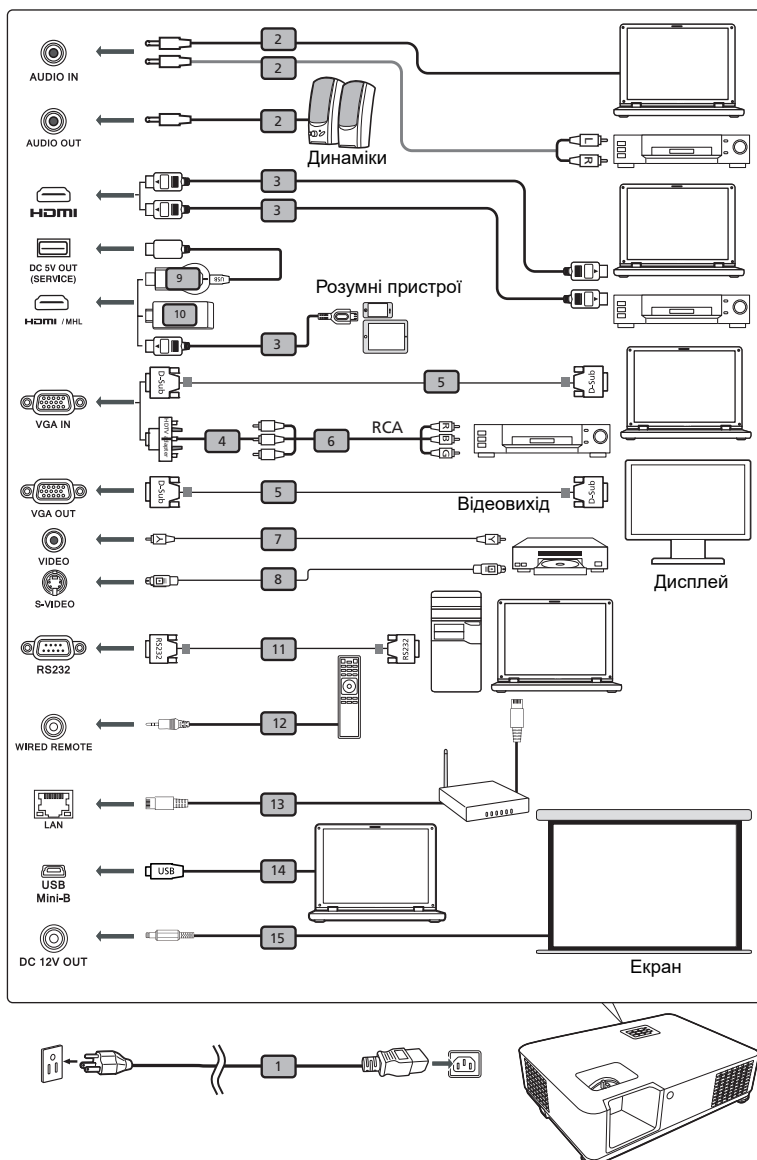 AUDIO IN
2
2
AUDIO OUT
2
L
R
Динаміки
HDMI
3
3
DC 5V OUT
(SERVICE)
9
USB
Розумні пристрої
HDMI / MHL
10
3
VGA IN
D-Sub
5
D-Sub
HDTV adapter
4
6
RCA
R
B
G
VGA OUT
D-Sub
5
Відеовихід
D-Sub
VIDEO
7
Дисплей
S-VIDEO
8
RS232
RS232
11
RS232
WIRED REMOTE
12
LAN
13
USB
Mini-B
USB
14
DC 12V OUT
15
Екран
1